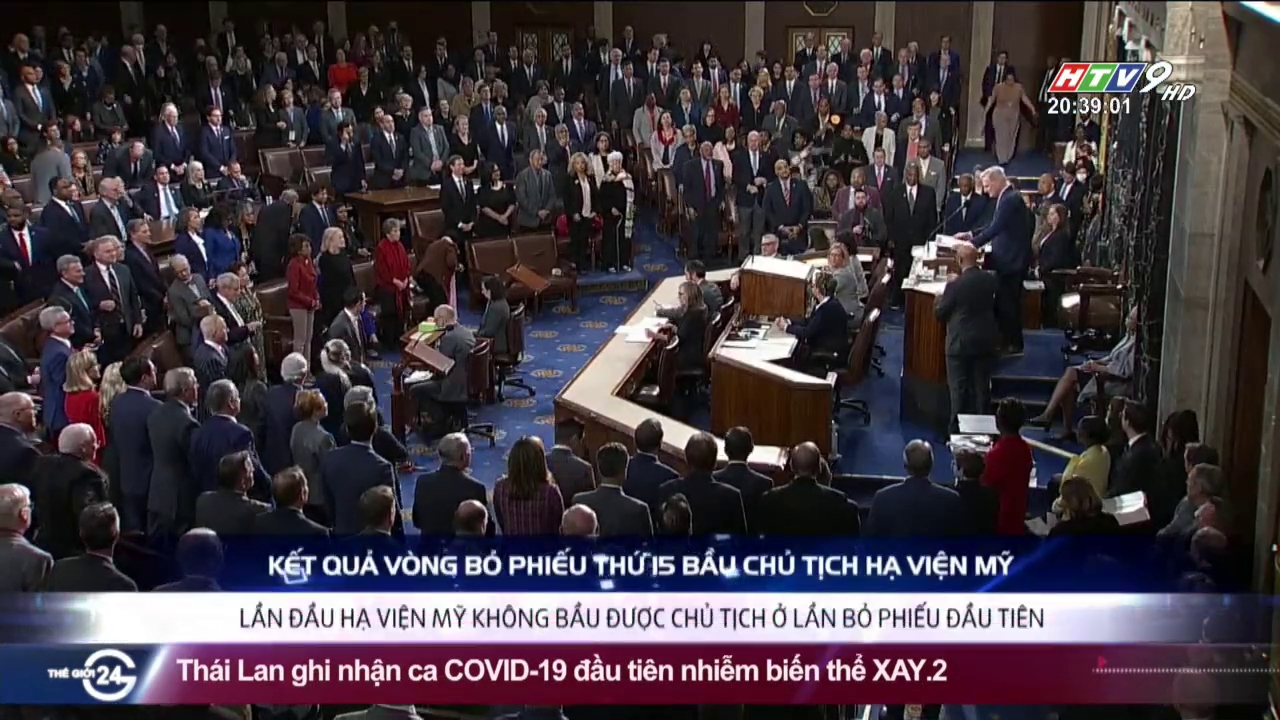 HTV9 HD
20:39:01
KẾT QUẢ VÒNG BỎ PHIẾU THỨ 15 BẦU CHỦ TỊCH HẠ VIỆN MỸ
LẦN ĐẦU HẠ VIỆN MỸ KHÔNG BẦU ĐƯỢC CHỦ TỊCH Ở LẦN BỎ PHIẾU ĐẦU TIÊN
THẾ GIỚI 24G
Thái Lan ghi nhận ca COVID-19 đầu tiên nhiễm biến thể XAY.2